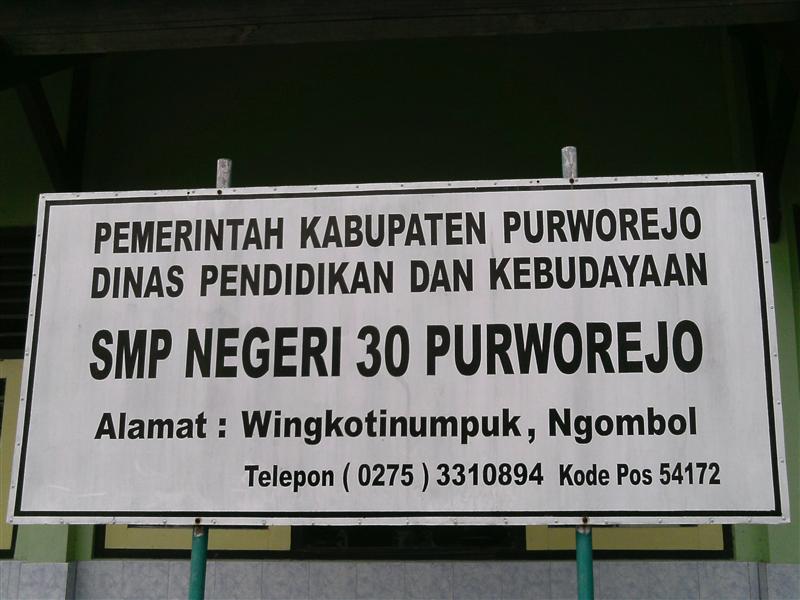 PEMERINTAH KABUPATEN PURWOREJO
DINAS PENDIDIKAN DAN KEBUDAYAAN
SMP NEGERI 30 PURWOREJO
Alamat : Wingkotinumpuk, Ngombol
Telepon ( 0275 ) 3310894 Kode Pos 54172